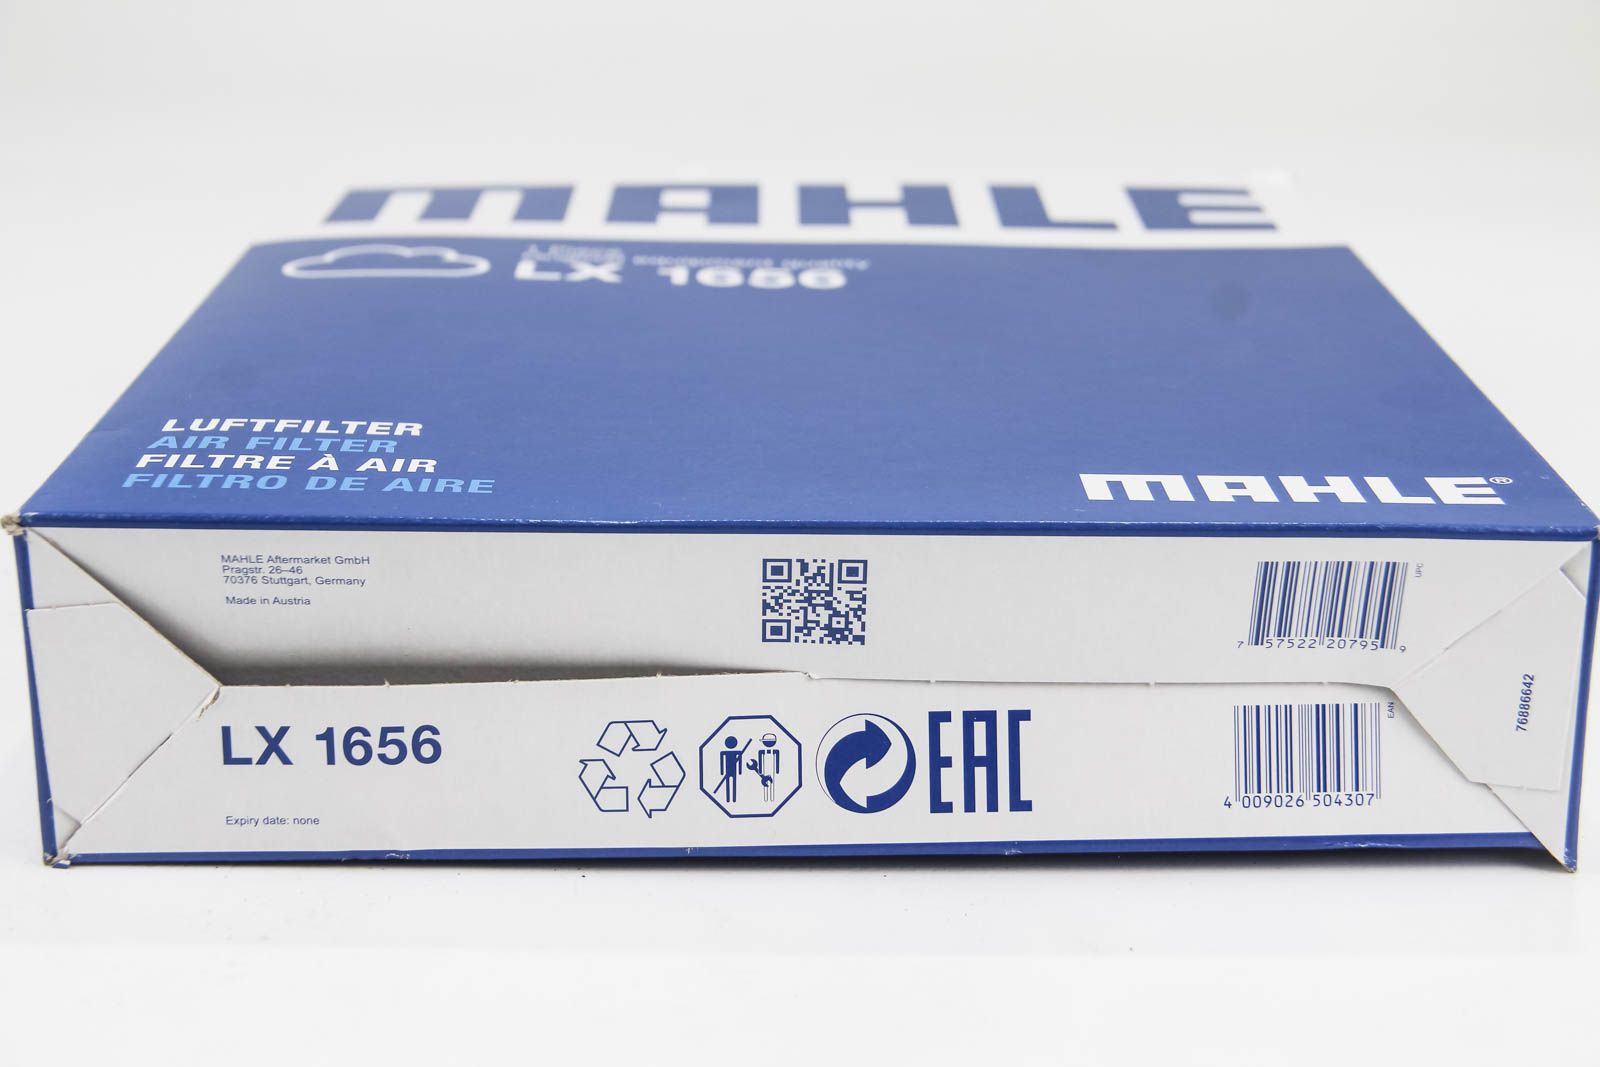 MAHLE
LX 1656
LUFTFILTER
AIR FILTER
FILTRE À AIR
FILTRO DE AIRE
MAHLE®
MAHLE Aftermarket GmbH
Pragstr. 26–46
70376 Stuttgart, Germany
Made in Austria
UPC
7 57522 20795 9
LX 1656
EAC
EAN
4 009026 504307
76886642
Expiry date: none